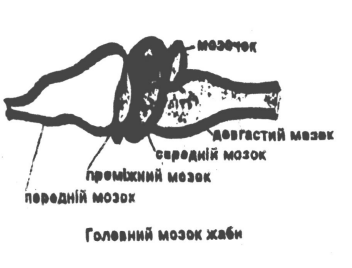 мозочок
довгастий мозок
середній мозок
проміжний мозок
передній мозок
Головний мозок жаби